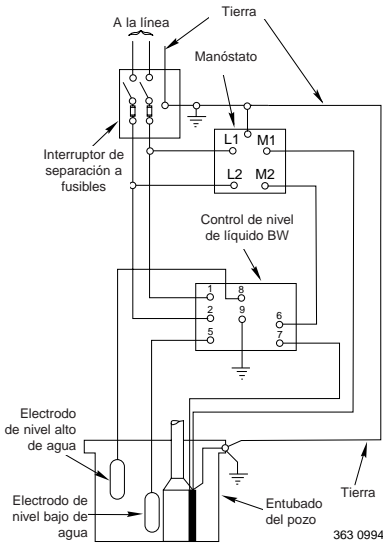 A la línea
Tierra
Manóstato
L1
M1
L2
M2
Interruptor de
separación a
fusibles
Control de nivel
de líquido BW
1
8
2
9
6
5
7
Electrodo
de nivel alto
de agua
Electrodo de
nivel bajo de
agua
Entubado
del pozo
Tierra
363 0994